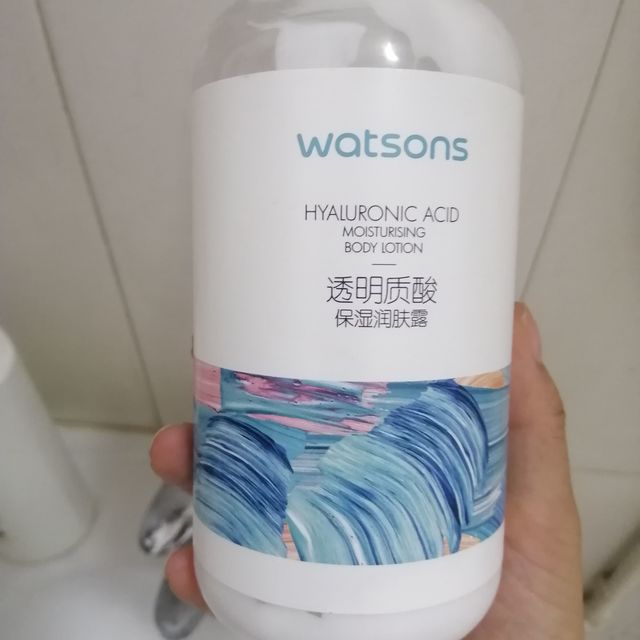 watsons
HYALURONIC ACID
MOISTURISING
BODY LOTION
透明质酸
保湿润肤露